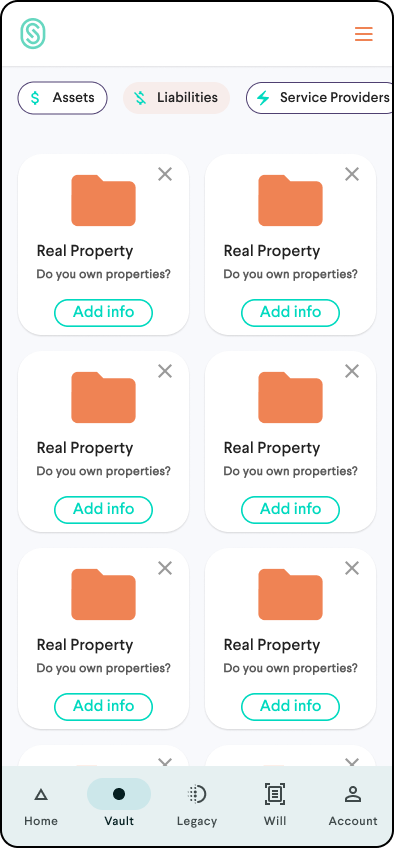 Assets Liabilities Service Providers
Real Property Real Property
Do you own properties? Do you own properties?
Add info Add info
Real Property Real Property
Do you own properties? Do you own properties?
Add info Add info
Real Property Real Property
Do you own properties? Do you own properties?
Add info Add info
Home Vault Legacy Will Account